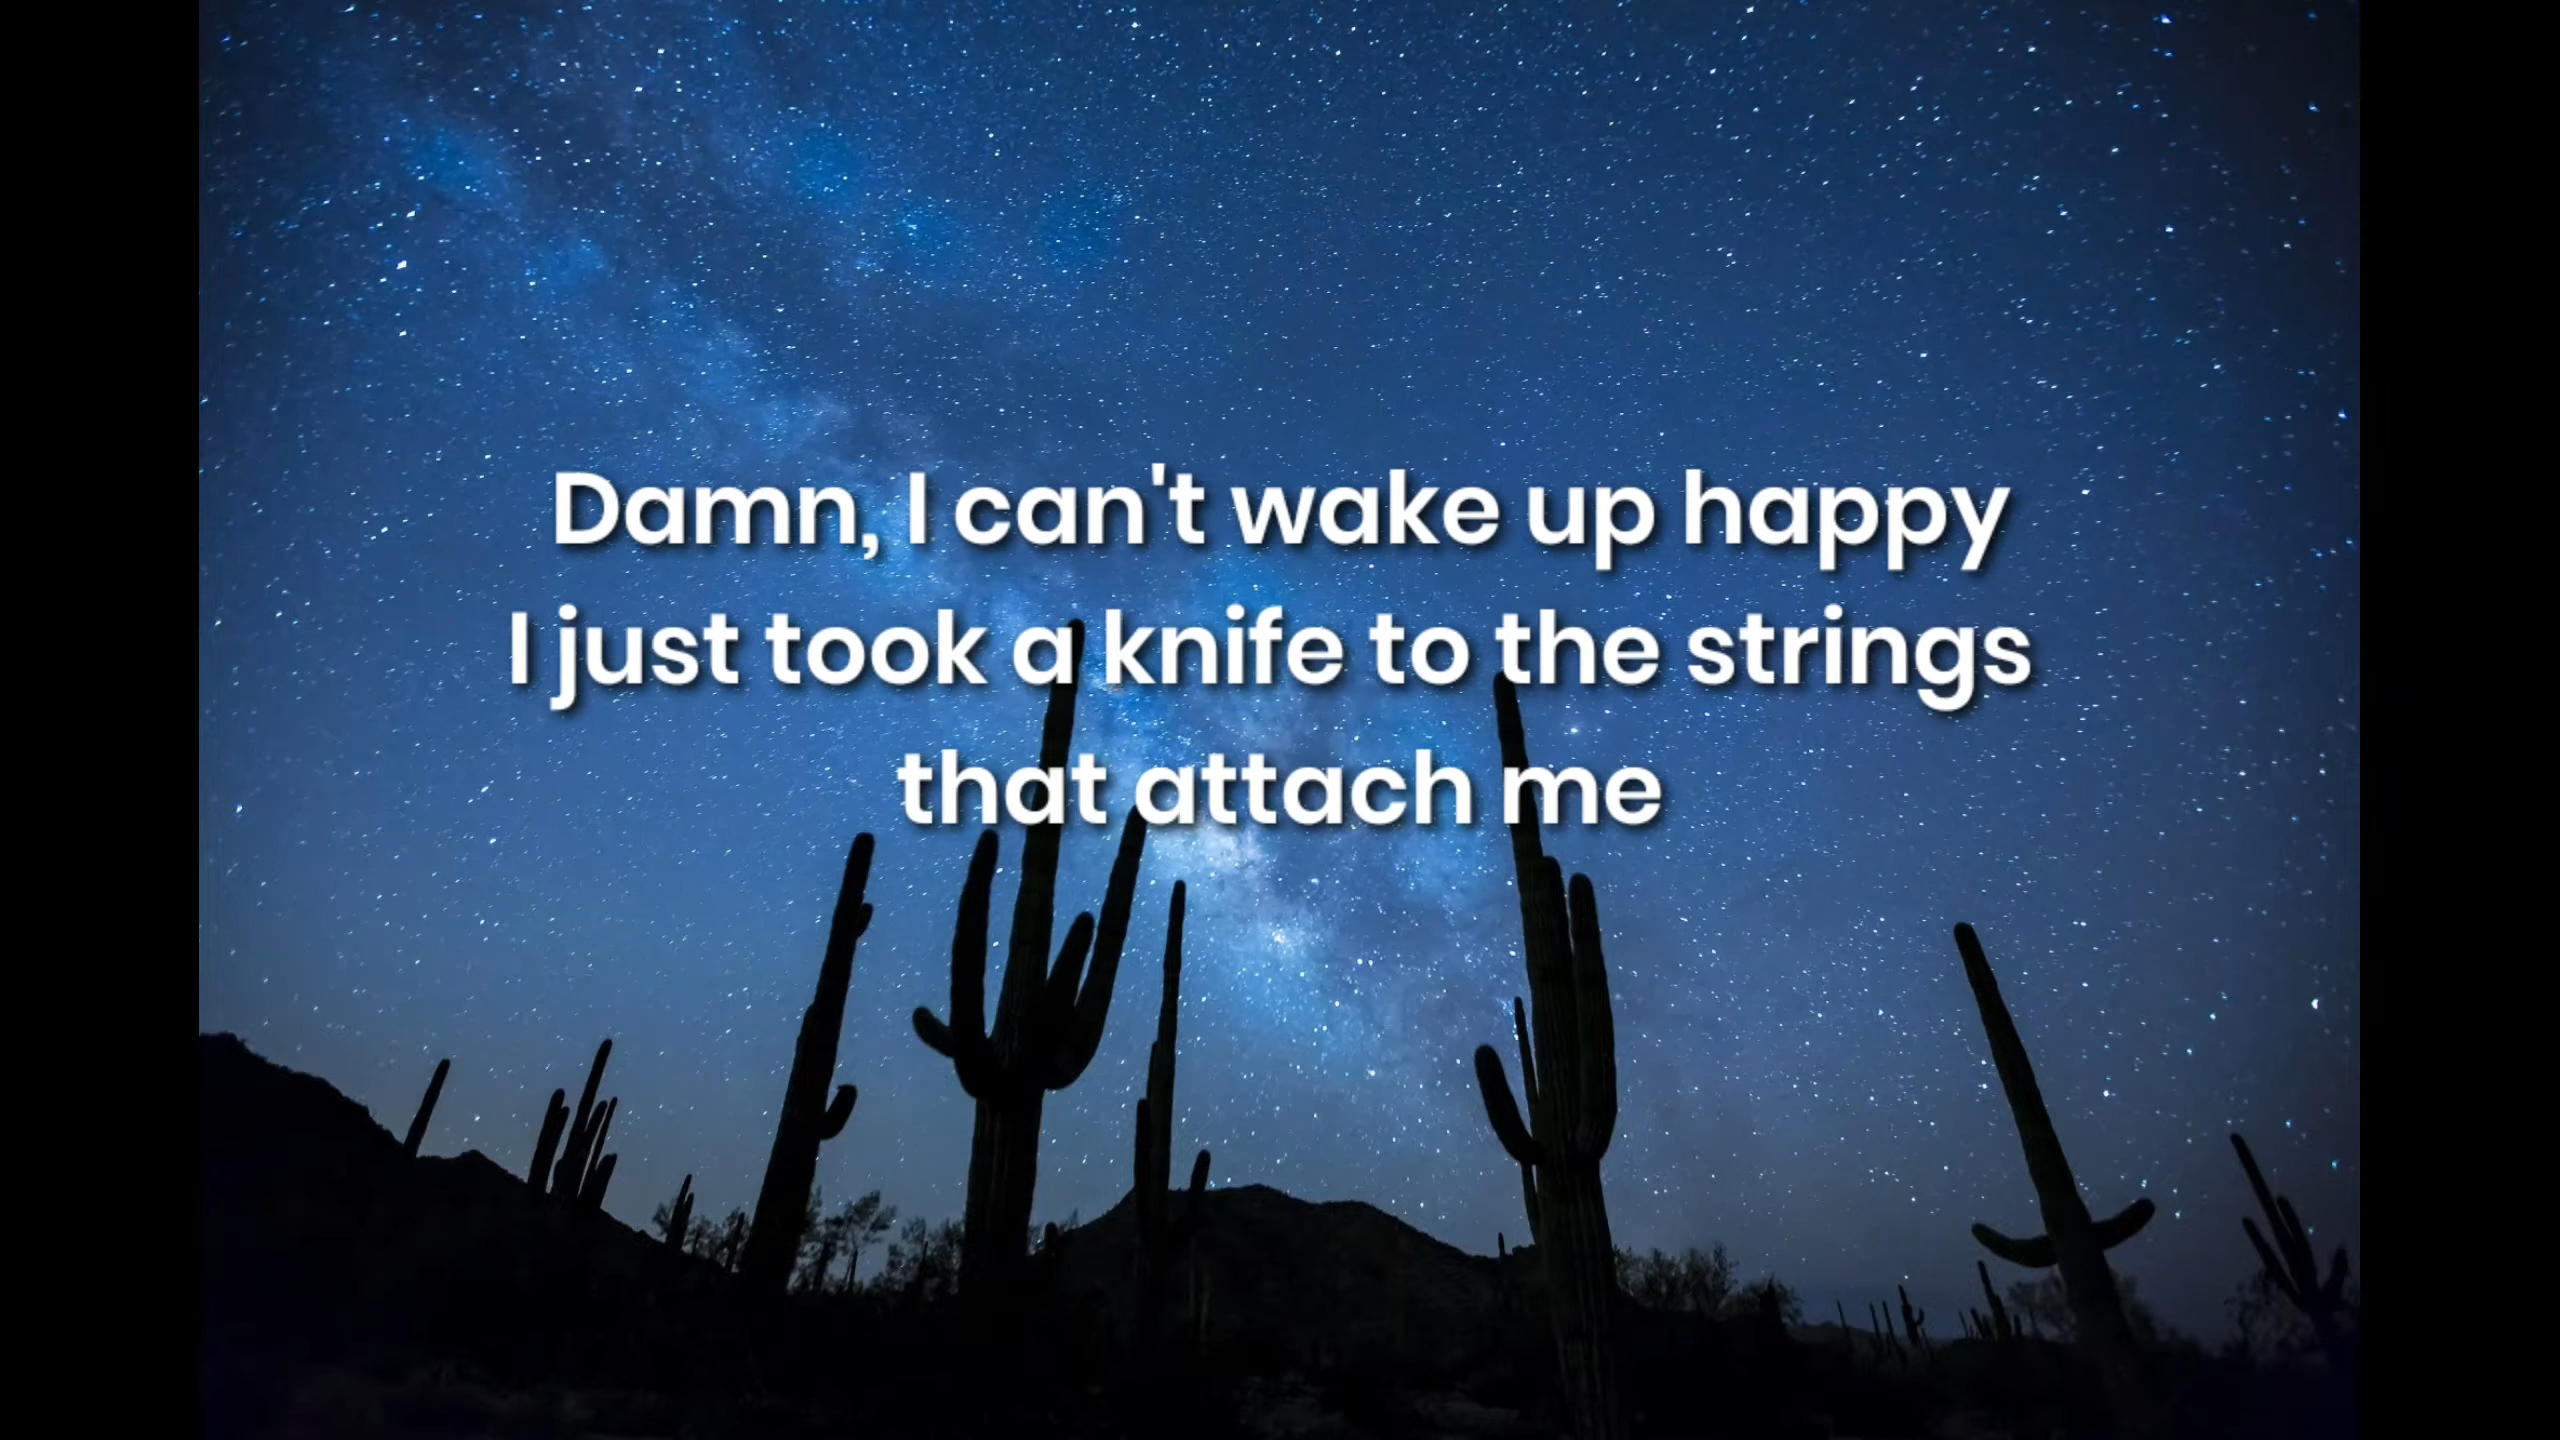 Damn, I can't wake up happy
I just took a knife to the strings
that attach me